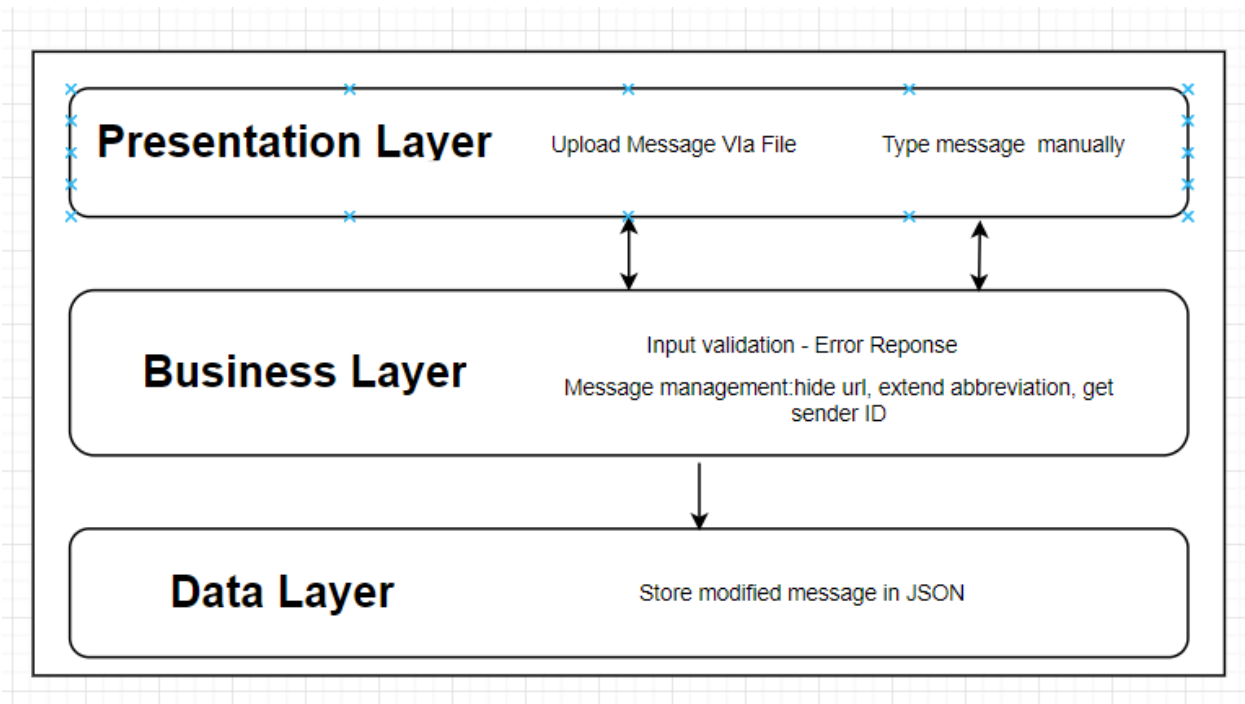 Presentation Layer
Upload Message VIa File
Type message manually
Business Layer
Input validation - Error Reponse
Message management:hide url, extend abbreviation, get
sender ID
Data Layer
Store modified message in JSON